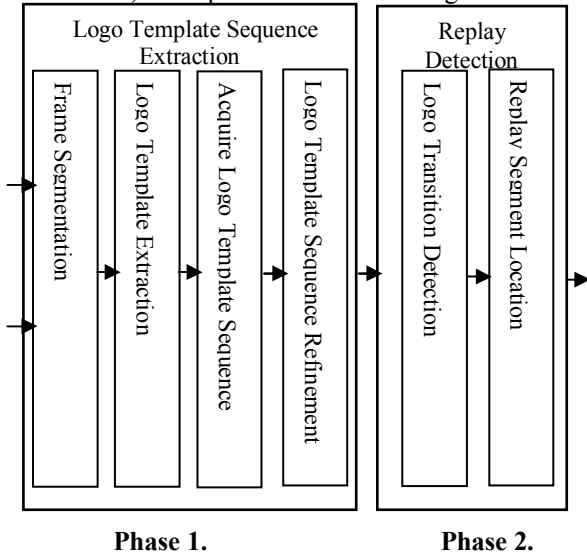 Logo Template Sequence
Extraction
Replay
Detection
Frame Segmentation
Logo Template Extraction
Acquire Logo Template Sequence
Logo Template Sequence Refinement
Logo Transition Detection
Replay Segment Location
Phase 1.
Phase 2.